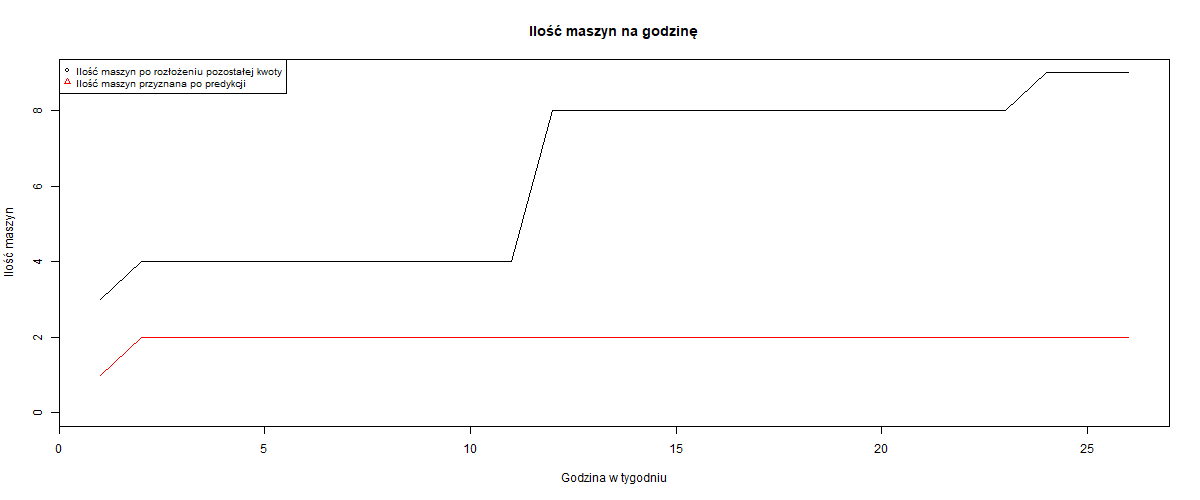 Ilość maszyn na godzinę
Ilość maszyn po rozłożeniu pozostałej kwoty
Ilość maszyn przyznana po predykcji
8
6
4
2
0
Ilość maszyn
0 5 10 15 20 25
Godzina w tygodniu